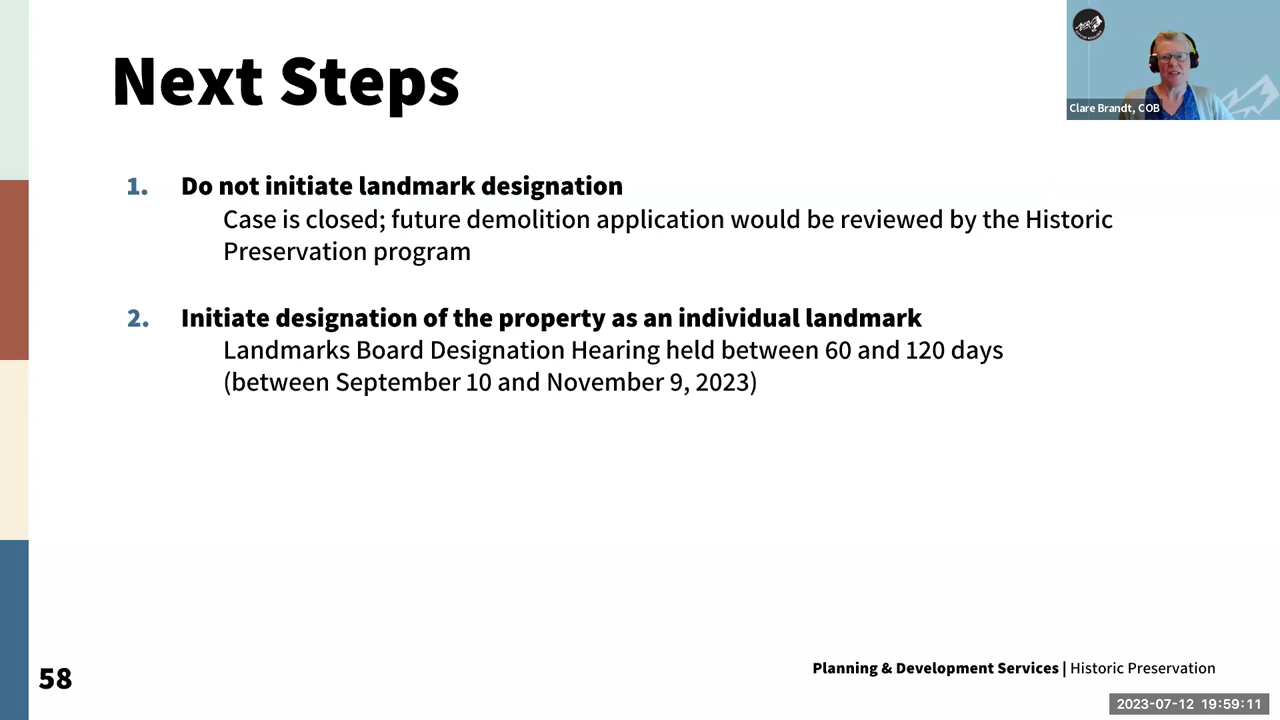 Next Steps
Clare Brandt, COB
1. Do not initiate landmark designation
Case is closed; future demolition application would be reviewed by the Historic
Preservation program
2. Initiate designation of the property as an individual landmark
Landmarks Board Designation Hearing held between 60 and 120 days
(between September 10 and November 9, 2023)
58
Planning & Development Services | Historic Preservation
2023-07-12 19:59:11